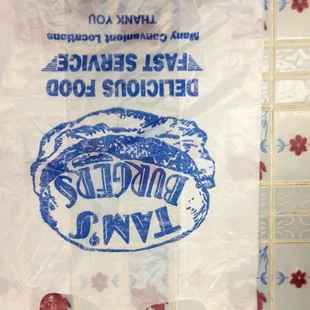 TAM'S
BURGERS
DELICIOUS FOOD
FAST SERVICE
Many Convenient Locations
THANK YOU